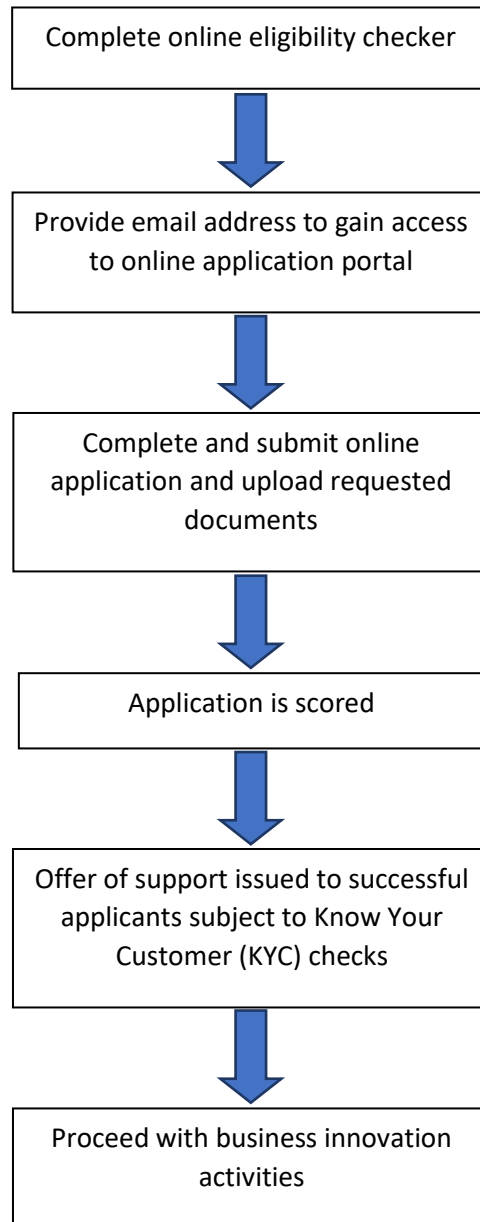 Complete online eligibility checker
Provide email address to gain access
to online application portal
Complete and submit online
application and upload requested
documents
Application is scored
Offer of support issued to successful
applicants subject to Know Your
Customer (KYC) checks
Proceed with business innovation
activities